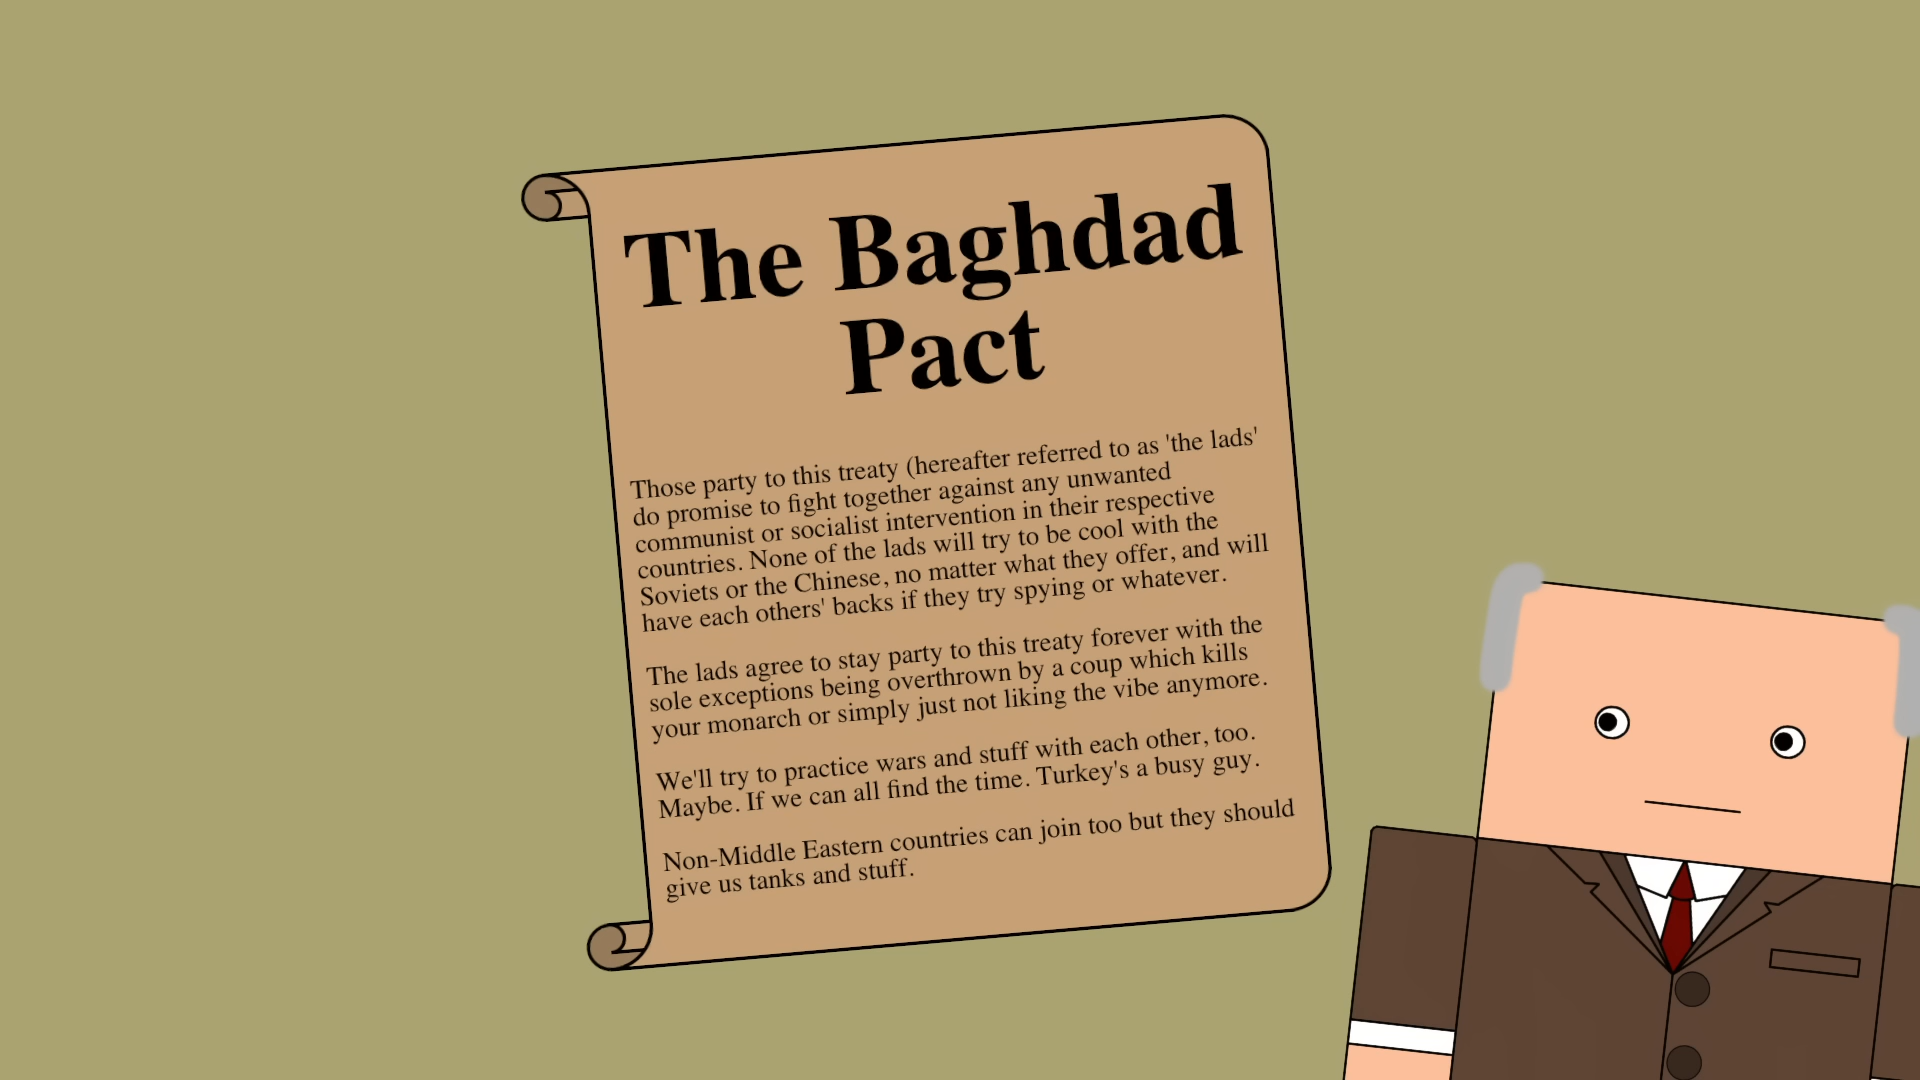 The Baghdad
Pact
Those party to this treaty (hereafter referred to as 'the lads'
do promise to fight together against any unwanted
communist or socialist intervention in their respective
countries. None of the lads will try to be cool with the
Soviets or the Chinese, no matter what they offer, and will
have each others' backs if they try spying or whatever.
The lads agree to stay party to this treaty forever with the
sole exceptions being overthrown by a coup which kills
your monarch or simply just not liking the vibe anymore.
We'll try to practice wars and stuff with each other, too.
Maybe. If we can all find the time. Turkey's a busy guy.
Non-Middle Eastern countries can join too but they should
give us tanks and stuff.